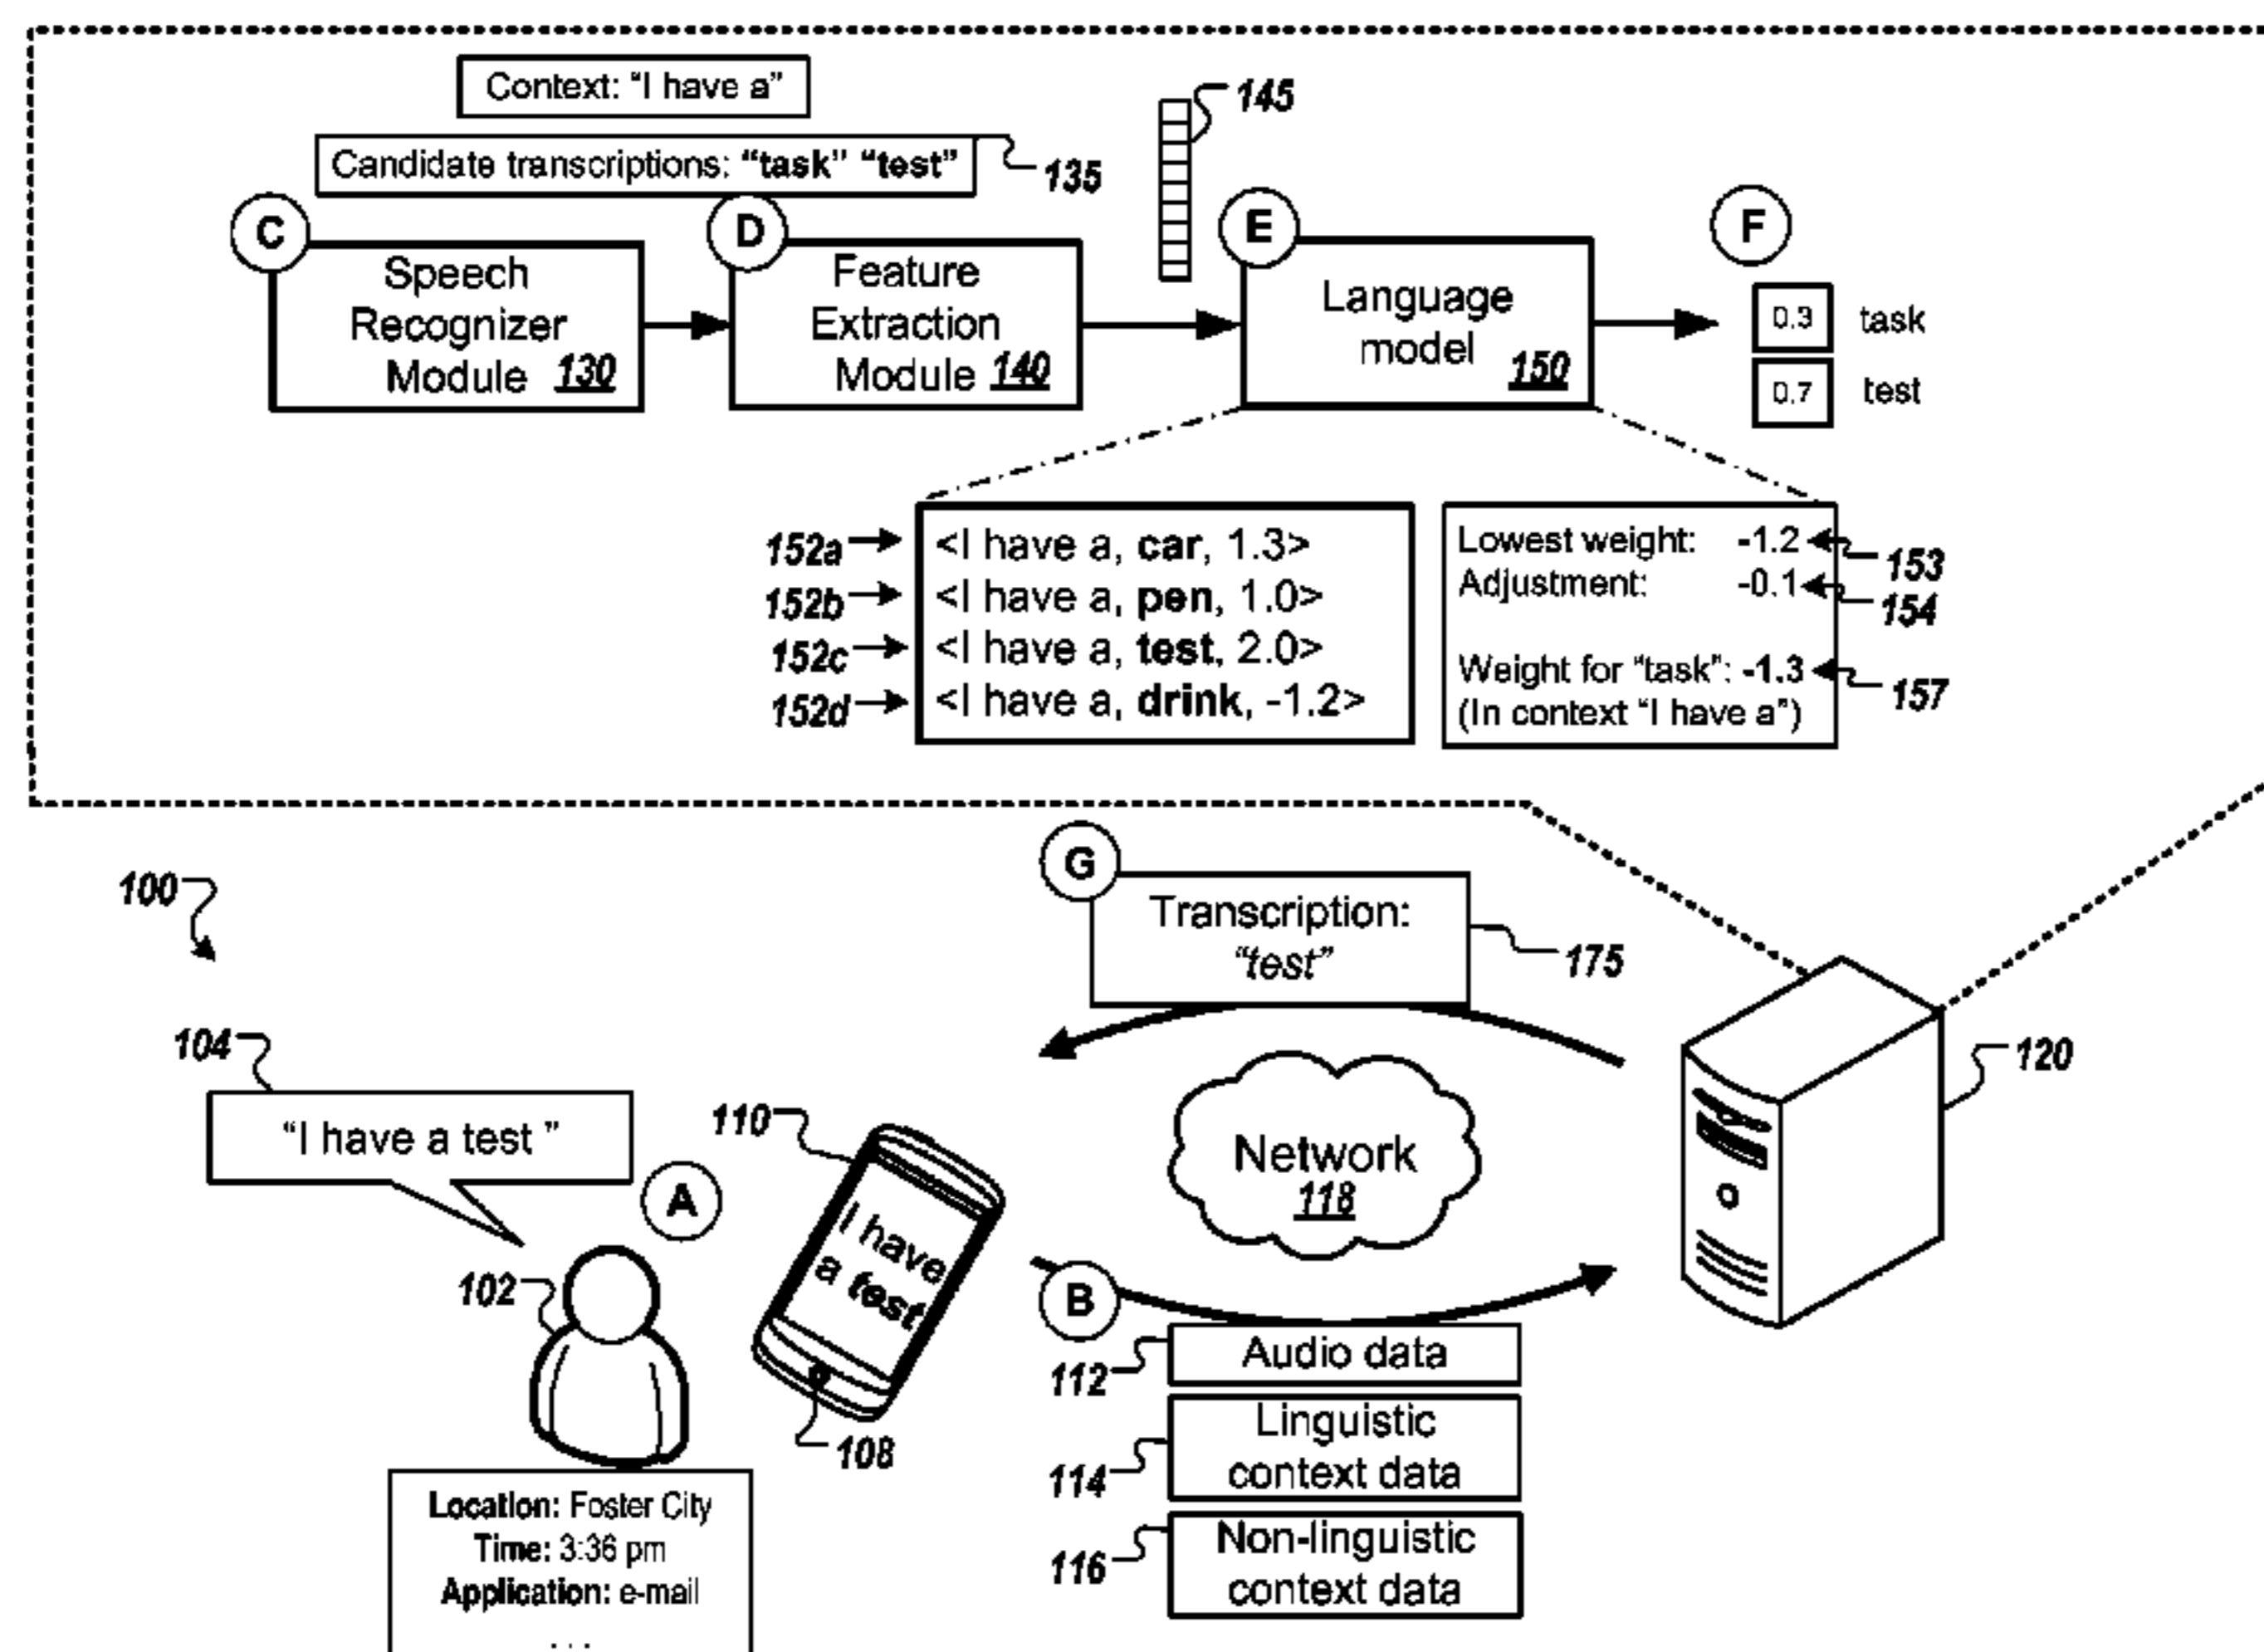 Context: “I have a”
145
Candidate transcriptions: “task” “test”
135
C
D
E
F
Speech
Recognizer
Module 130
Feature
Extraction
Module 140
Language
model
150
0.3 task
0.7 test
152a
<I have a, car, 1.3>
152b
<I have a, pen, 1.0>
152c
<I have a, test, 2.0>
152d
<I have a, drink, -1.2>
Lowest weight: -1.2
153
Adjustment: -0.1
154
Weight for “task”: -1.3
157
(In context “I have a”)
100
G
Transcription:
“test”
175
104
“I have a test ”
A
110
I have
a test
108
102
Network
118
120
B
112
Audio data
114
Linguistic
context data
116
Non-linguistic
context data
Location: Foster City
Time: 3:36 pm
Application: e-mail
. . .